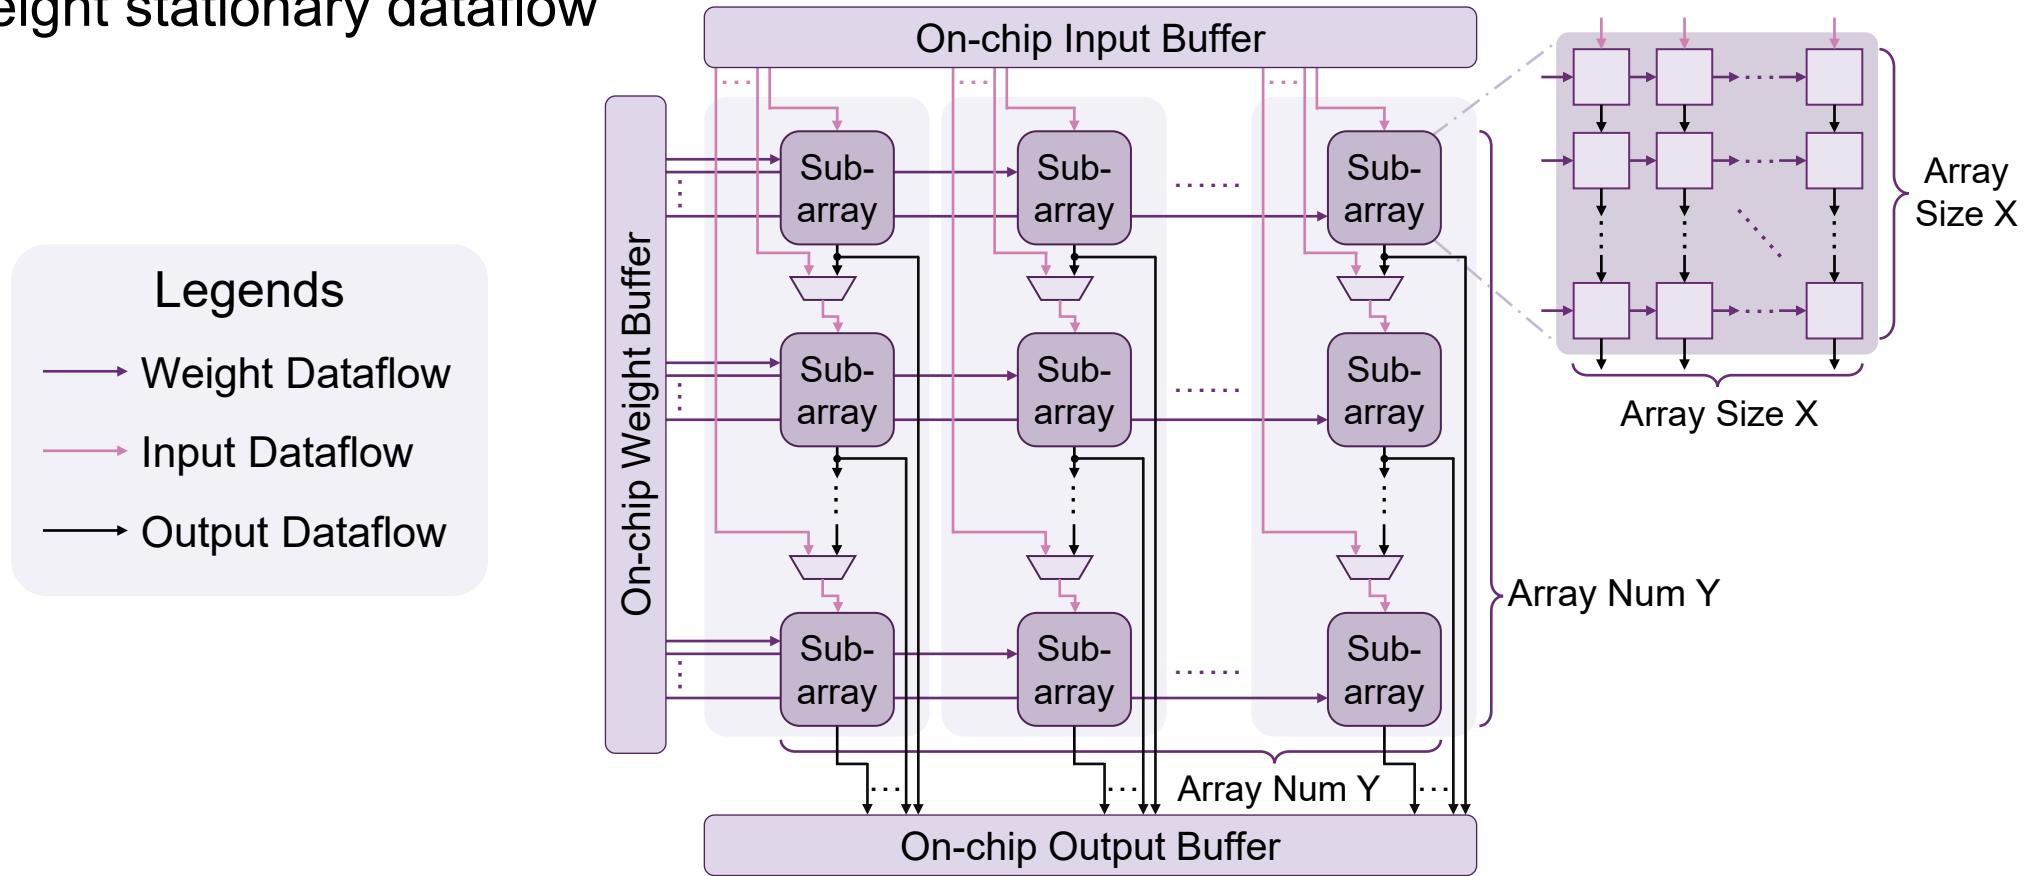 eight stationary dataflow
On-chip Input Buffer
On-chip Weight Buffer
Legends
Weight Dataflow
Input Dataflow
Output Dataflow
Sub-
array
Sub-
array
Sub-
array
Sub-
array
Sub-
array
Sub-
array
Sub-
array
Sub-
array
Sub-
array
Array
Size X
Array Size X
Array Num Y
Array Num Y
On-chip Output Buffer